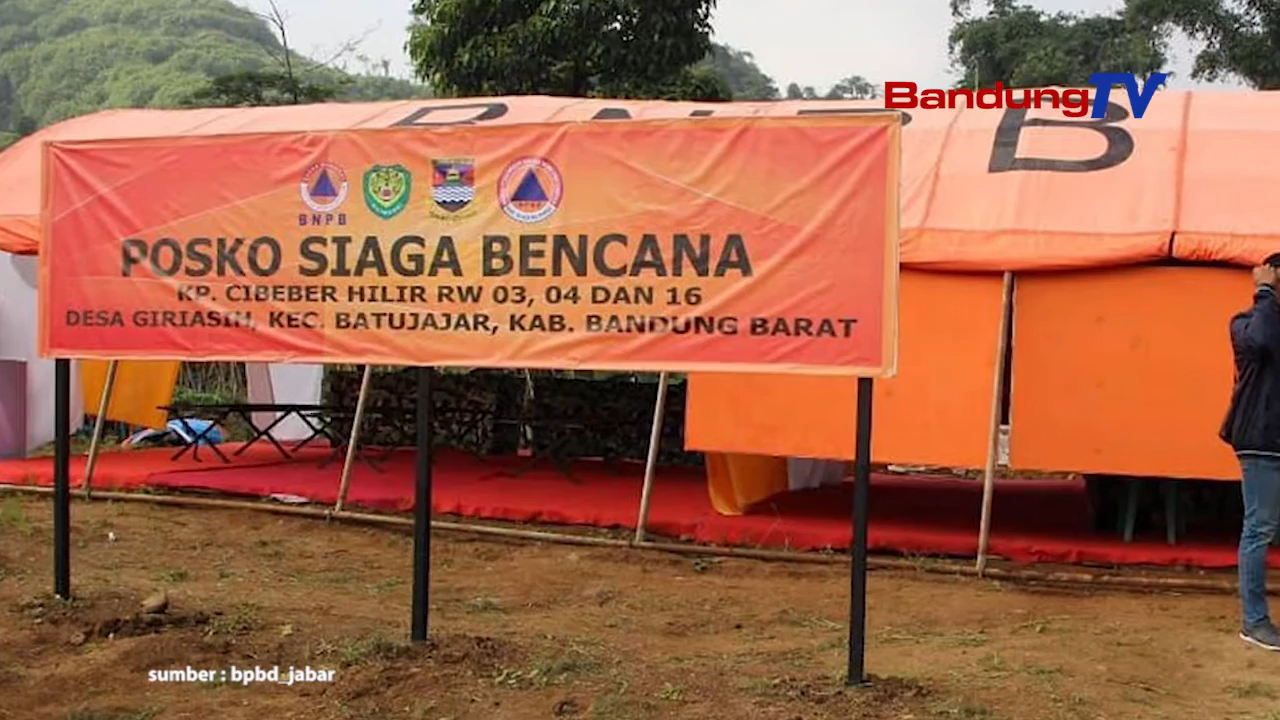 BandungTV
B N P B
BNPB
POSKO SIAGA BENCANA
KP. CIBEBER HILIR RW 03, 04 DAN 16
DESA GIRIASIH, KEC. BATUJAJAR, KAB. BANDUNG BARAT
sumber : bpbd_jabar